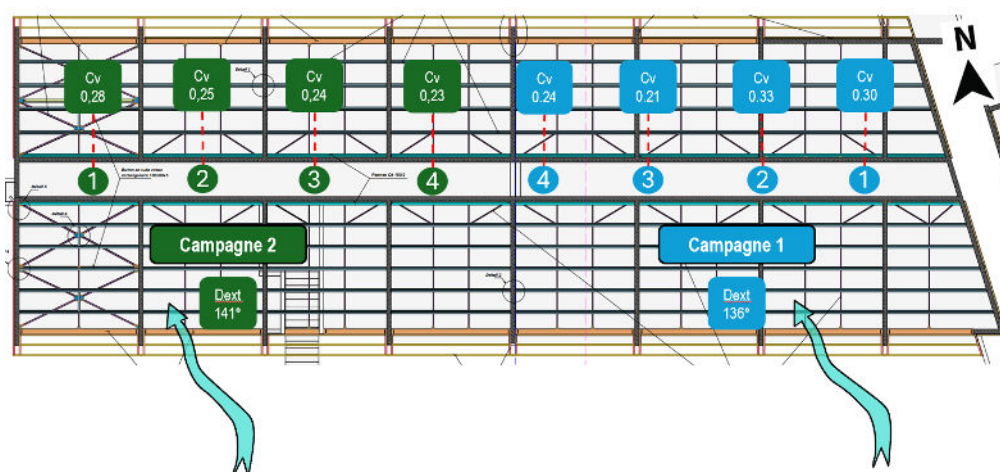 N
Cv
0,28
Cv
0,25
Cv
0,24
Cv
0,23
Cv
0.24
Cv
0.21
Cv
0.33
Cv
0.30
1
2
3
4
4
3
2
1
Campagne 2
Campagne 1
Dext
141°
Dext
136°